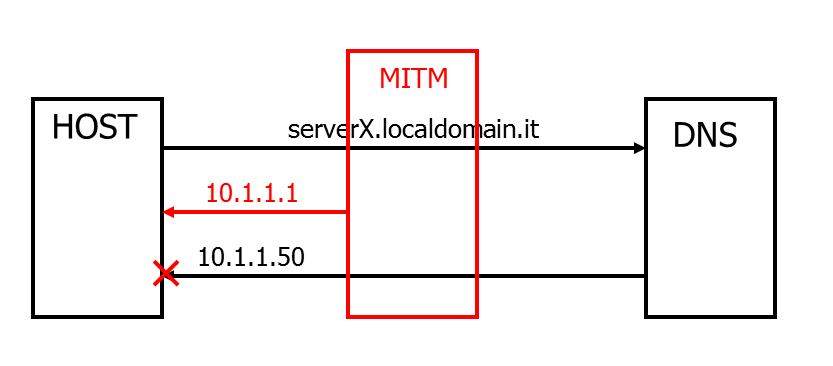 MITM
HOST
serverX.localdomain.it
DNS
10.1.1.1
10.1.1.50